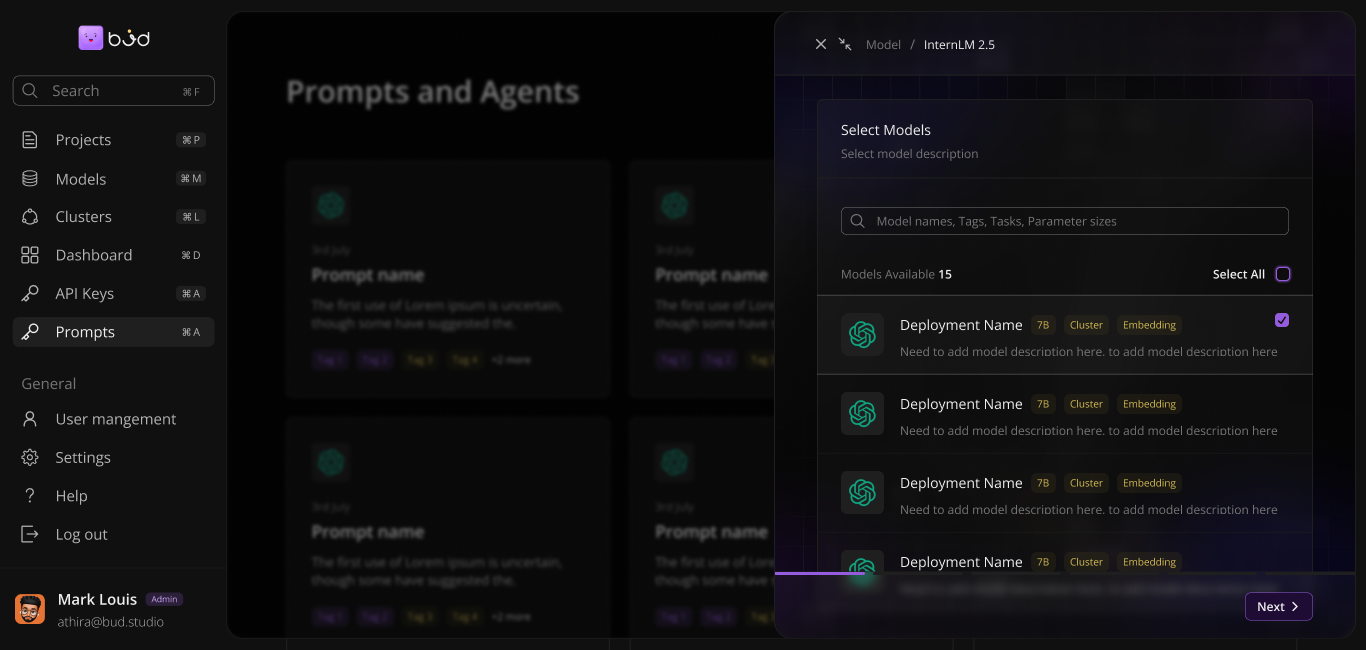 bud
Search ⌘ F
Projects ⌘ P
Models ⌘ M
Clusters ⌘ L
Dashboard ⌘ D
API Keys ⌘ A
Prompts ⌘ A
General
User mangement
Settings
Help
Log out
Mark Louis Admin
athira@bud.studio
Prompts and Agents
3rd july
Prompt name
The first use of Lorem Ipsum is uncertain,
though some have suggested the.
Tag 1 Tag 2 Tag 3 Tag 4 +2 more
3rd july
Prompt name
The first use of Lorem
though some have sugg
Tag 1 Tag 2 Tag
3rd july
Prompt name
The first use of Lorem Ipsum is uncertain,
though some have suggested the.
Tag 1 Tag 2 Tag 3 Tag 4 +2 more
3rd july
Prompt name
The first use of Lorem
though some have sugg
Tag 1 Tag 2 Tag
Model / InternLM 2.5
Select Models
Select model description
Model names, Tags, Tasks, Parameter sizes
Models Available 15 Select All
Deployment Name 7B Cluster Embedding
Need to add model description here. to add model description here
Deployment Name 7B Cluster Embedding
Need to add model description here. to add model description here
Deployment Name 7B Cluster Embedding
Need to add model description here. to add model description here
Deployment Name 7B Cluster Embedding
Next